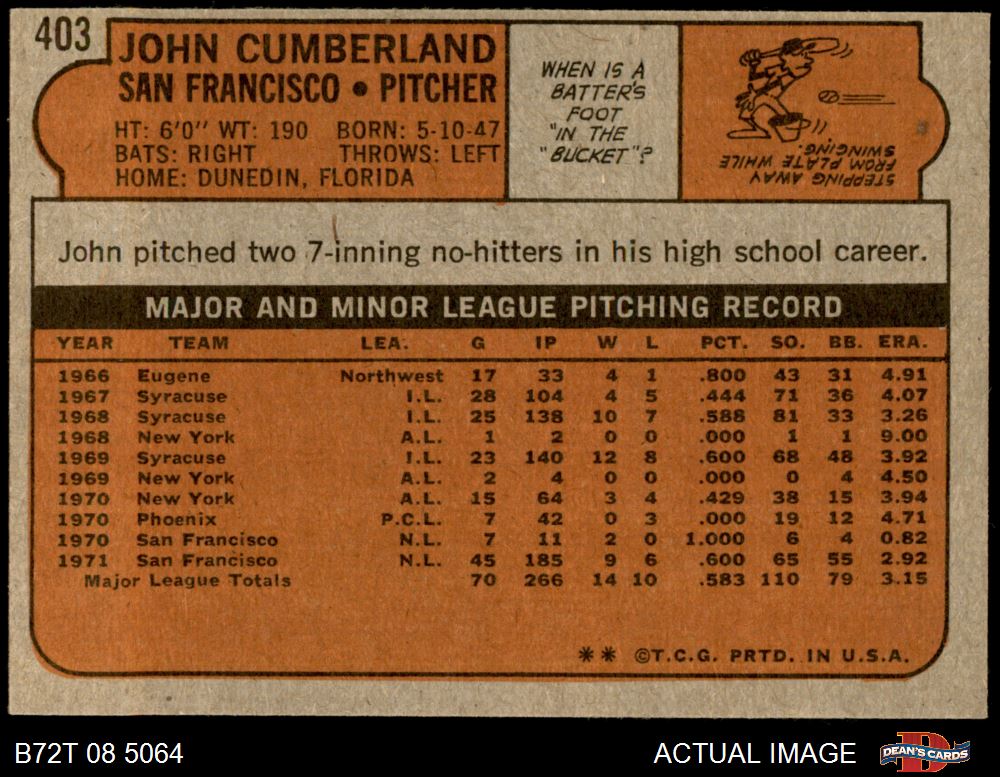 403
JOHN CUMBERLAND
SAN FRANCISCO • PITCHER
HT: 6'0" WT: 190 BORN: 5-10-47
BATS: RIGHT THROWS: LEFT
HOME: DUNEDIN, FLORIDA
WHEN IS A
BATTER'S
FOOT
"IN THE
"BUCKET"?
STEPPING AWAY
FROM PLATE WHILE
SWINGING.
John pitched two 7-inning no-hitters in his high school career.
MAJOR AND MINOR LEAGUE PITCHING RECORD
YEAR TEAM LEA. G IP W L PCT. SO. BB. ERA.
1966 Eugene Northwest 17 33 4 1 .800 43 31 4.91
1967 Syracuse I.L. 28 104 4 5 .444 71 36 4.07
1968 Syracuse I.L. 25 138 10 7 .588 81 33 3.26
1968 New York A.L. 1 2 0 0 .000 1 1 9.00
1969 Syracuse I.L. 23 140 12 8 .600 68 48 3.92
1969 New York A.L. 2 4 0 0 .000 0 4 4.50
1970 New York A.L. 15 64 3 4 .429 38 15 3.94
1970 Phoenix P.C.L. 7 42 0 3 .000 19 12 4.71
1970 San Francisco N.L. 7 11 2 0 1.000 6 4 0.82
1971 San Francisco N.L. 45 185 9 6 .600 65 55 2.92
Major League Totals 70 266 14 10 .583 110 79 3.15
** ©T.C.G. PRTD. IN U.S.A.
B72T 08 5064
ACTUAL IMAGE
D
DEAN'S CARDS